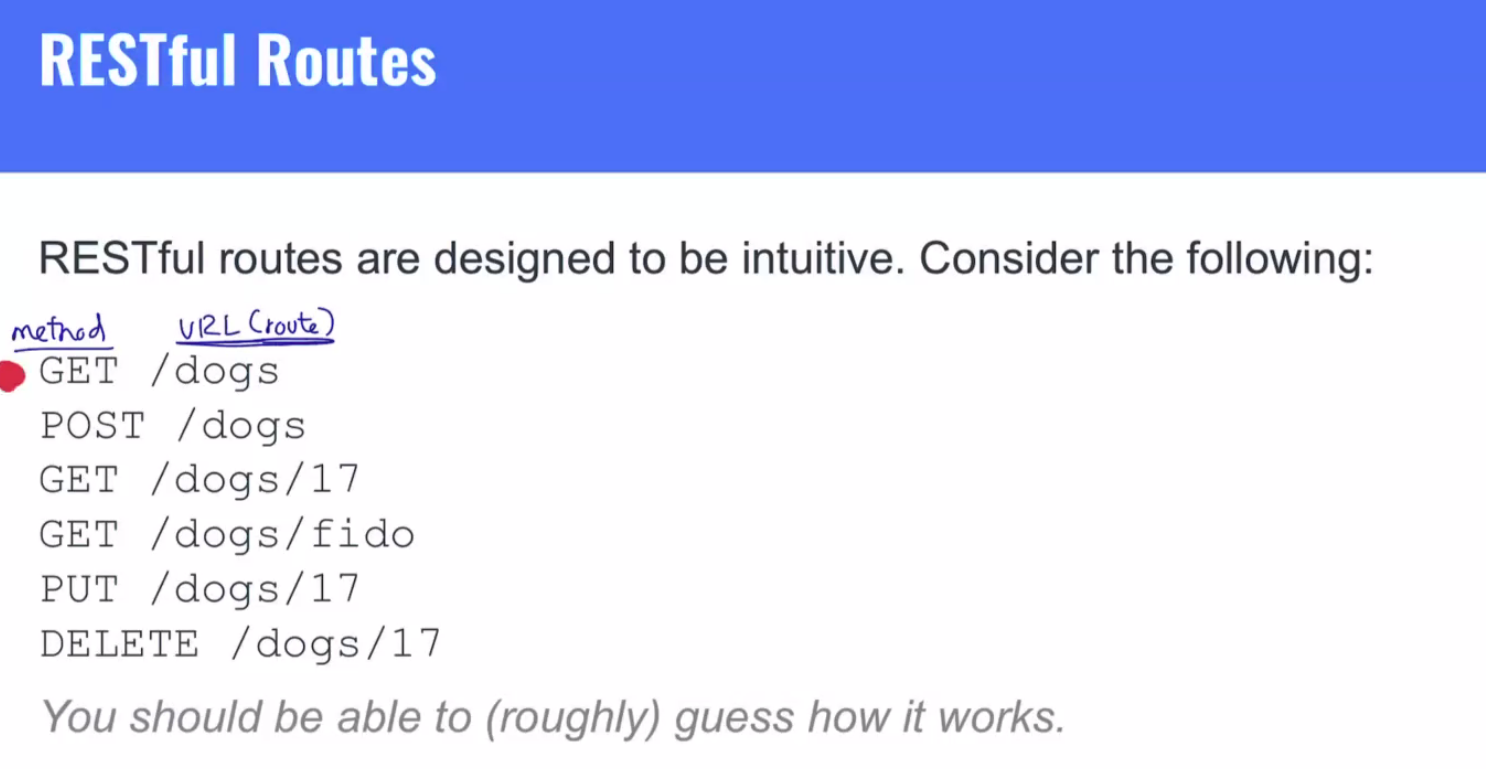 RESTful Routes
RESTful routes are designed to be intuitive. Consider the following:
method URL (route)
GET /dogs
POST /dogs
GET /dogs/17
GET /dogs/fido
PUT /dogs/17
DELETE /dogs/17
You should be able to (roughly) guess how it works.